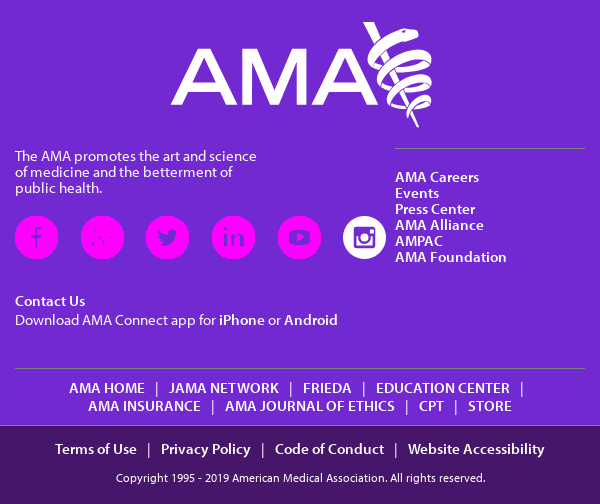 AMA
The AMA promotes the art and science
of medicine and the betterment of
public health.
AMA Careers
Events
Press Center
AMA Alliance
AMPAC
AMA Foundation
Contact Us
Download AMA Connect app for iPhone or Android
AMA HOME | JAMA NETWORK | FRIEDA | EDUCATION CENTER |
AMA INSURANCE | AMA JOURNAL OF ETHICS | CPT | STORE
Terms of Use | Privacy Policy | Code of Conduct | Website Accessibility
Copyright 1995 - 2019 American Medical Association. All rights reserved.